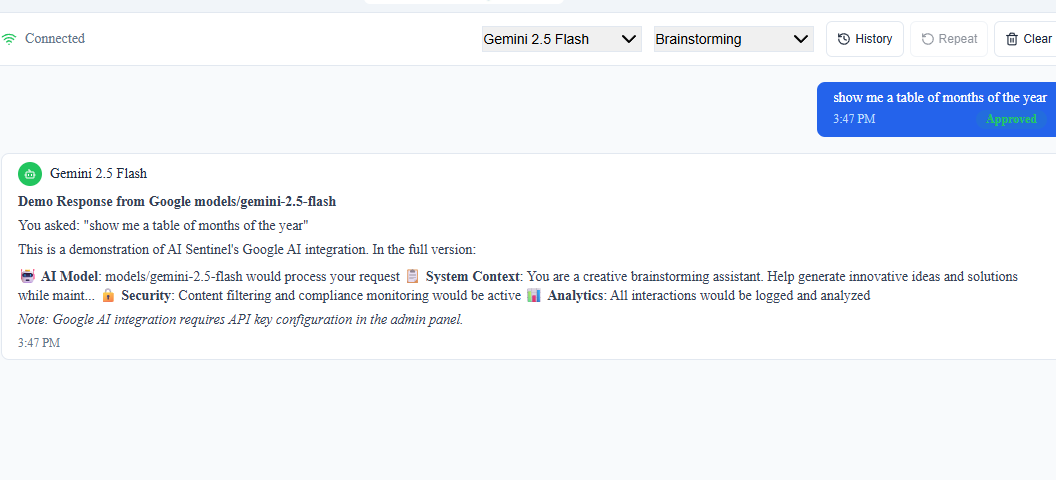 Connected
Gemini 2.5 Flash
Brainstorming
History
Repeat
Clear
show me a table of months of the year
3:47 PM
Approved
Gemini 2.5 Flash
Demo Response from Google models/gemini-2.5-flash
You asked: "show me a table of months of the year"
This is a demonstration of AI Sentinel's Google AI integration. In the full version:
🤖 AI Model: models/gemini-2.5-flash would process your request 📋 System Context: You are a creative brainstorming assistant. Help generate innovative ideas and solutions
while maint... 🔒 Security: Content filtering and compliance monitoring would be active 📊 Analytics: All interactions would be logged and analyzed
Note: Google AI integration requires API key configuration in the admin panel.
3:47 PM